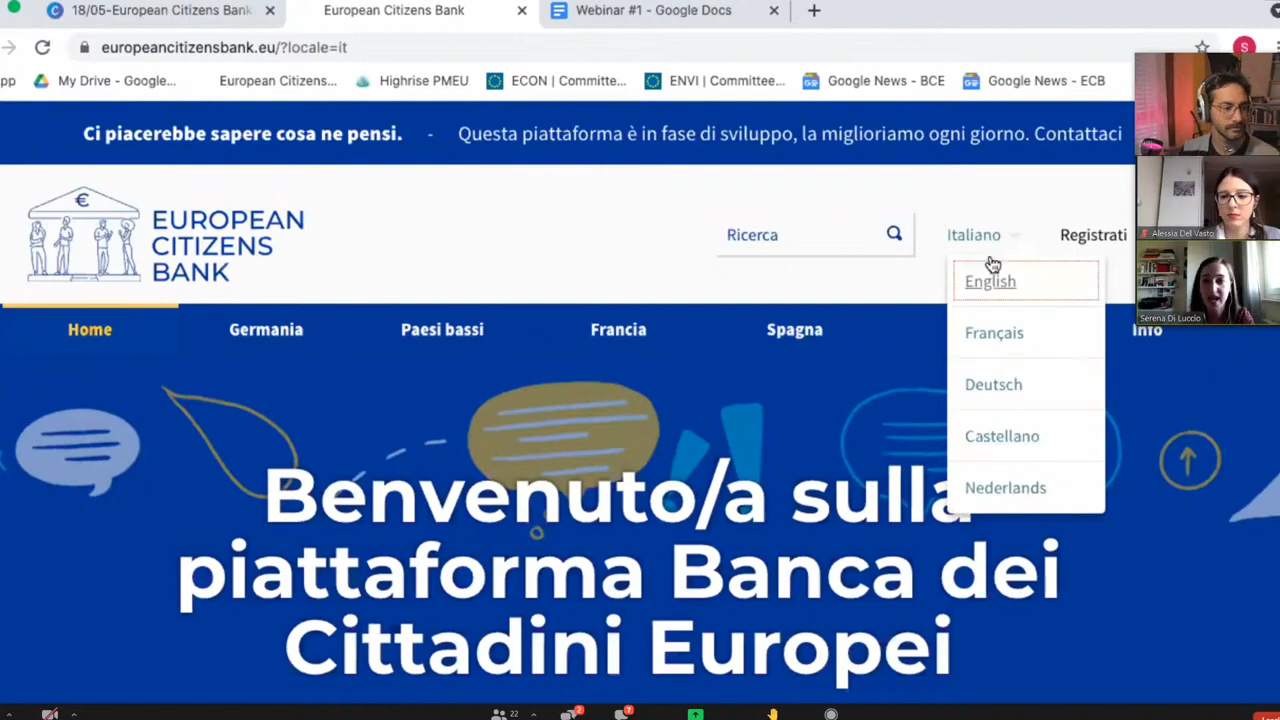 18/05-European Citizens Bank
European Citizens Bank
Webinar #1 - Google Docs
europeancitizensbank.eu/?locale=it
S
My Drive - Google...
European Citizens...
Highrise PMEU
ECON | Committe...
ENVI | Committee...
Google News - BCE
Google News - ECB
Ci piacerebbe sapere cosa ne pensi. - Questa piattaforma è in fase di sviluppo, la miglioriamo ogni giorno. Contattaci
Alessia Del Vasto
Serena Di Luccio
€
EUROPEAN
CITIZENS
BANK
Ricerca
Italiano
Registrati
English
Français
Deutsch
Castellano
Nederlands
Home
Germania
Paesi bassi
Francia
Spagna
Info
Benvenuto/a sulla
piattaforma Banca dei
Cittadini Europei
22
2
7